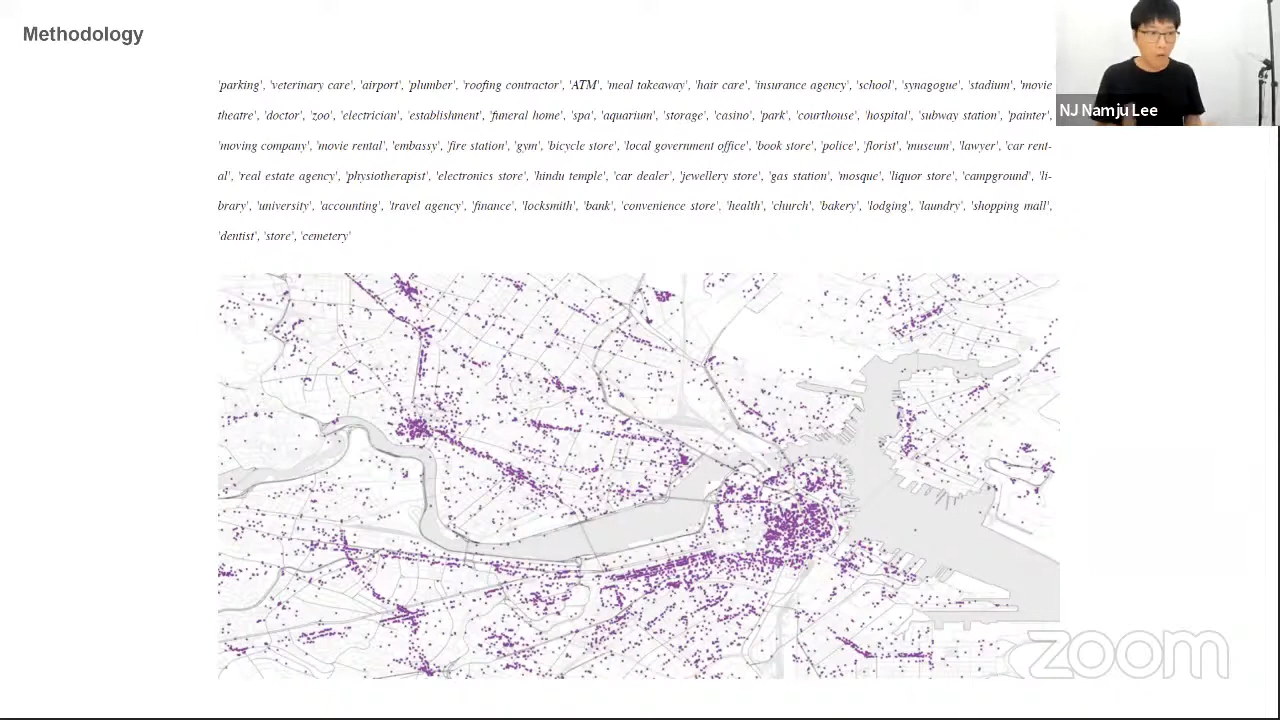 Methodology
'parking', 'veterinary care', 'airport', 'plumber', 'roofing contractor', 'ATM', 'meal takeaway', 'hair care', 'insurance agency', 'school', 'synagogue', 'stadium', 'movie
theatre', 'doctor', 'zoo', 'electrician', 'establishment', 'funeral home', 'spa', 'aquarium', 'storage', 'casino', 'park', 'courthouse', 'hospital', 'subway station', 'painter',
'moving company', 'movie rental', 'embassy', 'fire station', 'gym', 'bicycle store', 'local government office', 'book store', 'police', 'florist', 'museum', 'lawyer', 'car rent-
al', 'real estate agency', 'physiotherapist', 'electronics store', 'hindu temple', 'car dealer', 'jewellery store', 'gas station', 'mosque', 'liquor store', 'campground', 'li-
brary', 'university', 'accounting', 'travel agency', 'finance', 'locksmith', 'bank', 'convenience store', 'health', 'church', 'bakery', 'lodging', 'laundry', 'shopping mall',
'dentist', 'store', 'cemetery'
NJ Namju Lee
zoom